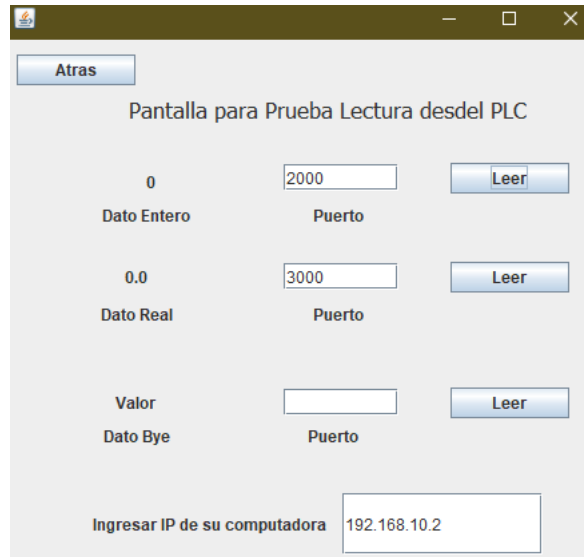 Atras
Pantalla para Prueba Lectura desdel PLC
0 2000 Leer
Dato Entero Puerto
0.0 3000 Leer
Dato Real Puerto
Valor Leer
Dato Bye Puerto
Ingresar IP de su computadora 192.168.10.2